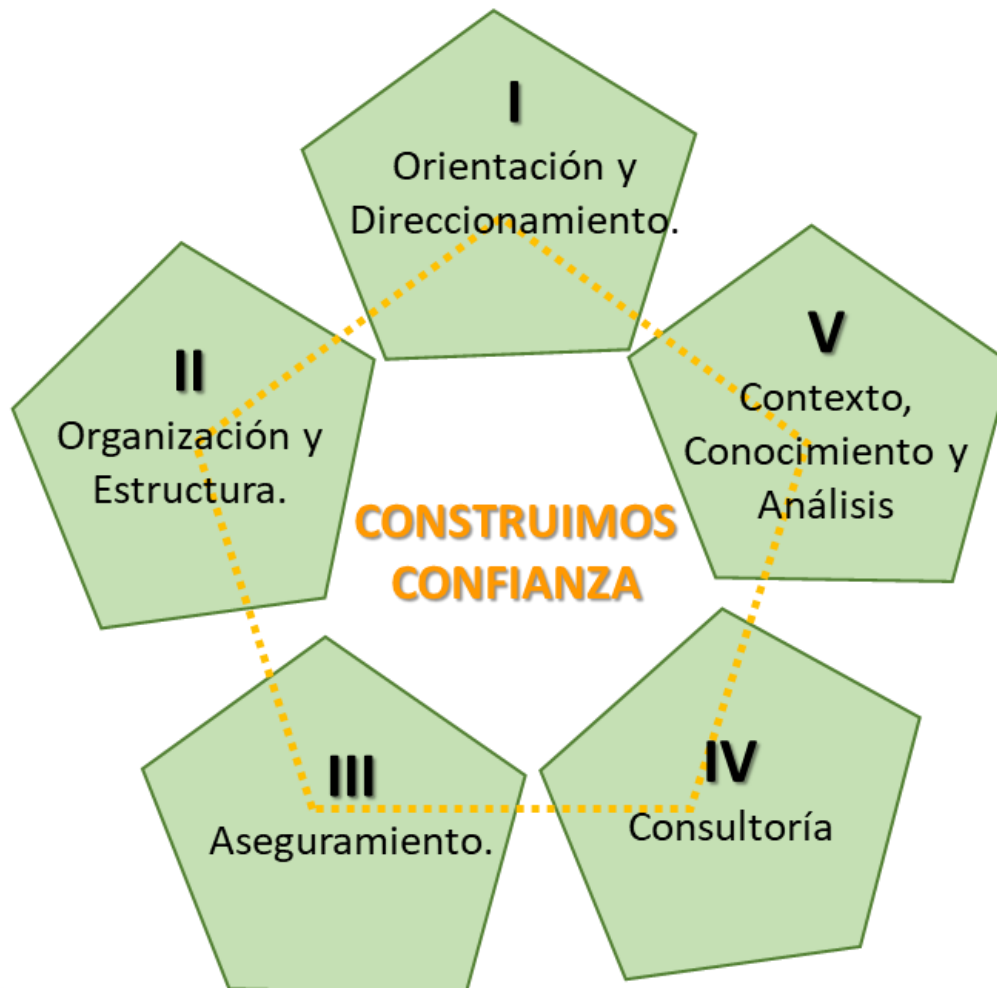 I
Orientación y
Direccionamiento.
II
Organización y
Estructura.
III
Aseguramiento.
IV
Consultoría
V
Contexto,
Conocimiento y
Análisis
CONSTRUIMOS
CONFIANZA